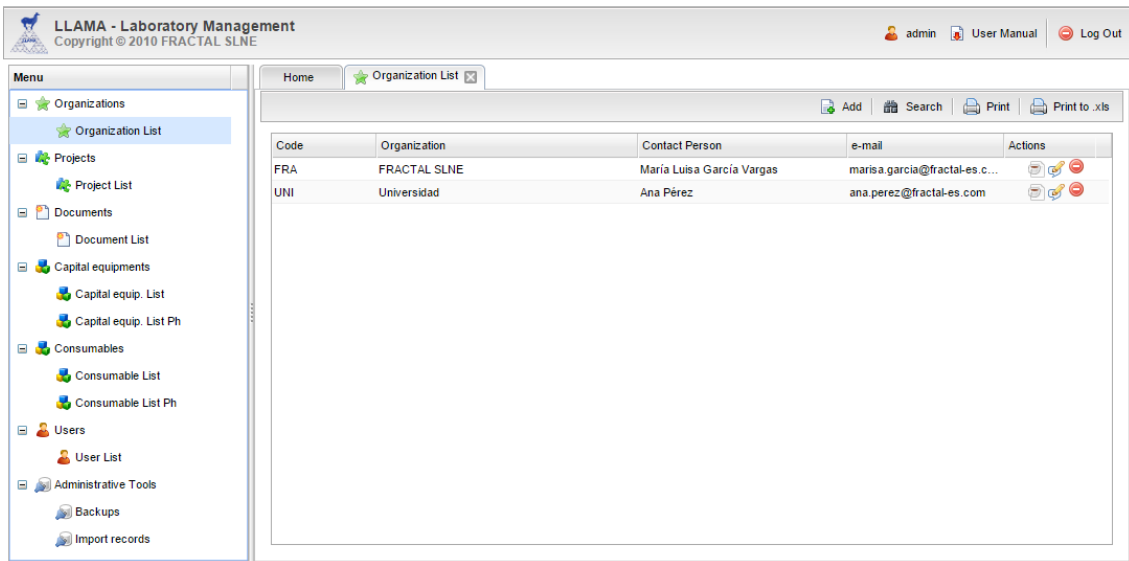 LLAMA - Laboratory Management
Copyright © 2010 FRACTAL SLNE
admin User Manual Log Out
Menu
Organizations
Organization List
Projects
Project List
Documents
Document List
Capital equipments
Capital equip. List
Capital equip. List Ph
Consumables
Consumable List
Consumable List Ph
Users
User List
Administrative Tools
Backups
Import records
Home Organization List
Add Search Print Print to .xls
Code Organization Contact Person e-mail Actions
FRA FRACTAL SLNE María Luisa García Vargas marisa.garcia@fractal-es.c...
UNI Universidad Ana Pérez ana.perez@fractal-es.com